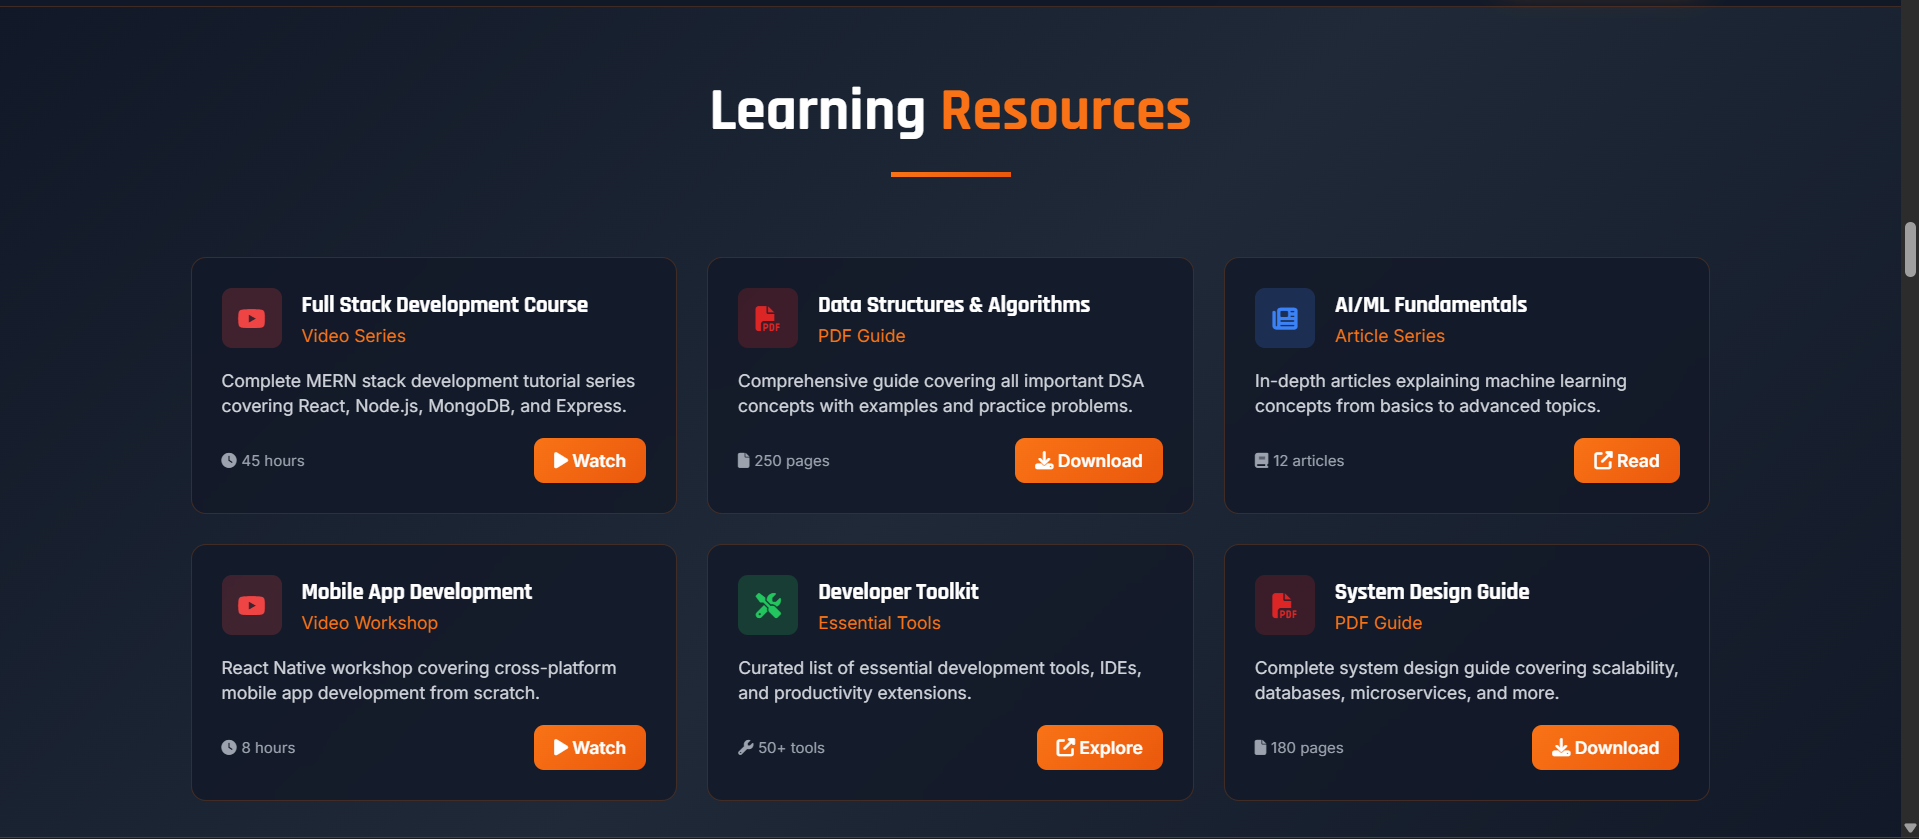 Learning Resources
Full Stack Development Course
Video Series
Complete MERN stack development tutorial series
covering React, Node.js, MongoDB, and Express.
45 hours
Watch
Data Structures & Algorithms
PDF
PDF Guide
Comprehensive guide covering all important DSA
concepts with examples and practice problems.
250 pages
Download
AI/ML Fundamentals
Article Series
In-depth articles explaining machine learning
concepts from basics to advanced topics.
12 articles
Read
Mobile App Development
Video Workshop
React Native workshop covering cross-platform
mobile app development from scratch.
8 hours
Watch
Developer Toolkit
Essential Tools
Curated list of essential development tools, IDEs,
and productivity extensions.
50+ tools
Explore
System Design Guide
PDF
PDF Guide
Complete system design guide covering scalability,
databases, microservices, and more.
180 pages
Download